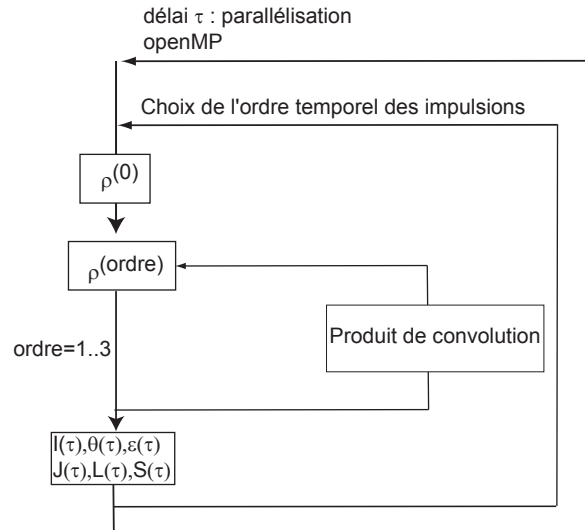 délai τ : parallélisation
openMP
Choix de l'ordre temporel des impulsions
ρ(0)
ρ(ordre)
Produit de convolution
ordre=1..3
I(τ),θ(τ),ε(τ)
J(τ),L(τ),S(τ)